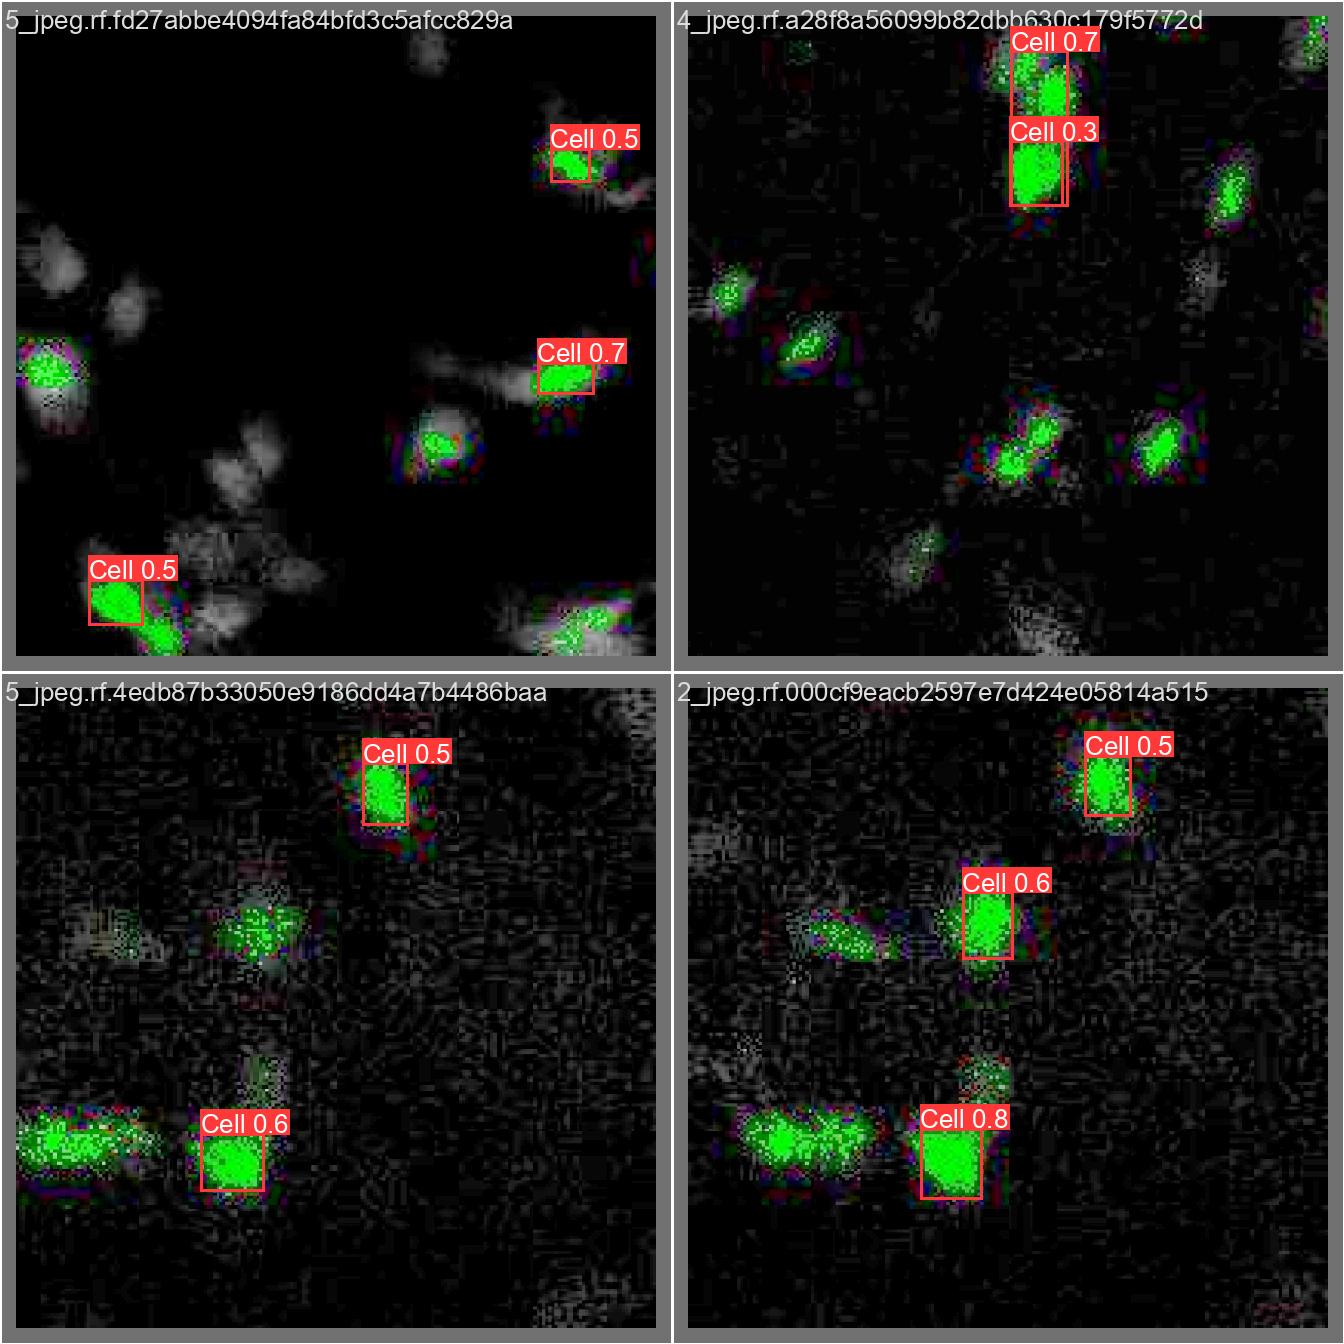 5_jpeg.rf.fd27abbe4094fa84bfd3c5afcc829a
Cell 0.5
Cell 0.7
Cell 0.5
4_jpeg.rf.a28f8a56099b82dbb630c179f5772d
Cell 0.7
Cell 0.3
5_jpeg.rf.4edb87b33050e9186dd4a7b4486baa
Cell 0.5
Cell 0.6
2_jpeg.rf.000cf9eacb2597e7d424e05814a515
Cell 0.5
Cell 0.6
Cell 0.8